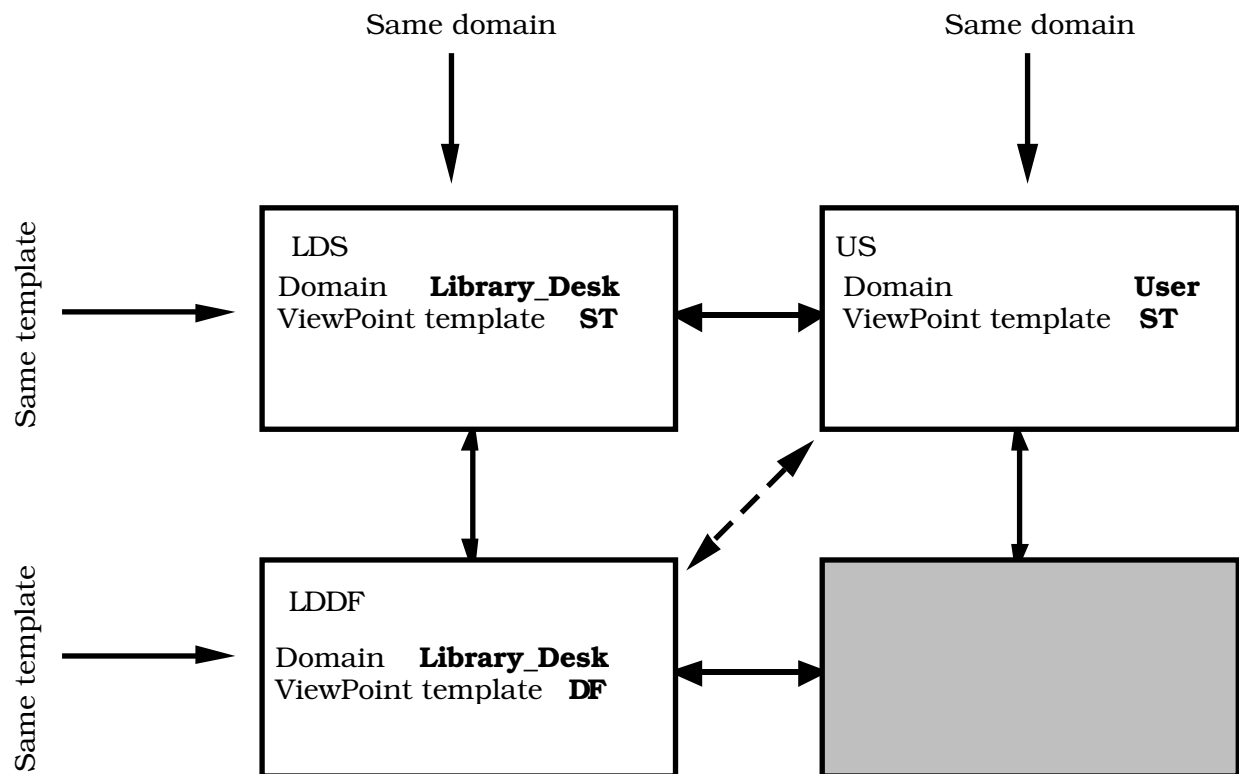 Same domain
Same domain
Same template
LDS
Domain Library_Desk
ViewPoint template ST
US
Domain User
ViewPoint template ST
Same template
LDDF
Domain Library_Desk
ViewPoint template DF